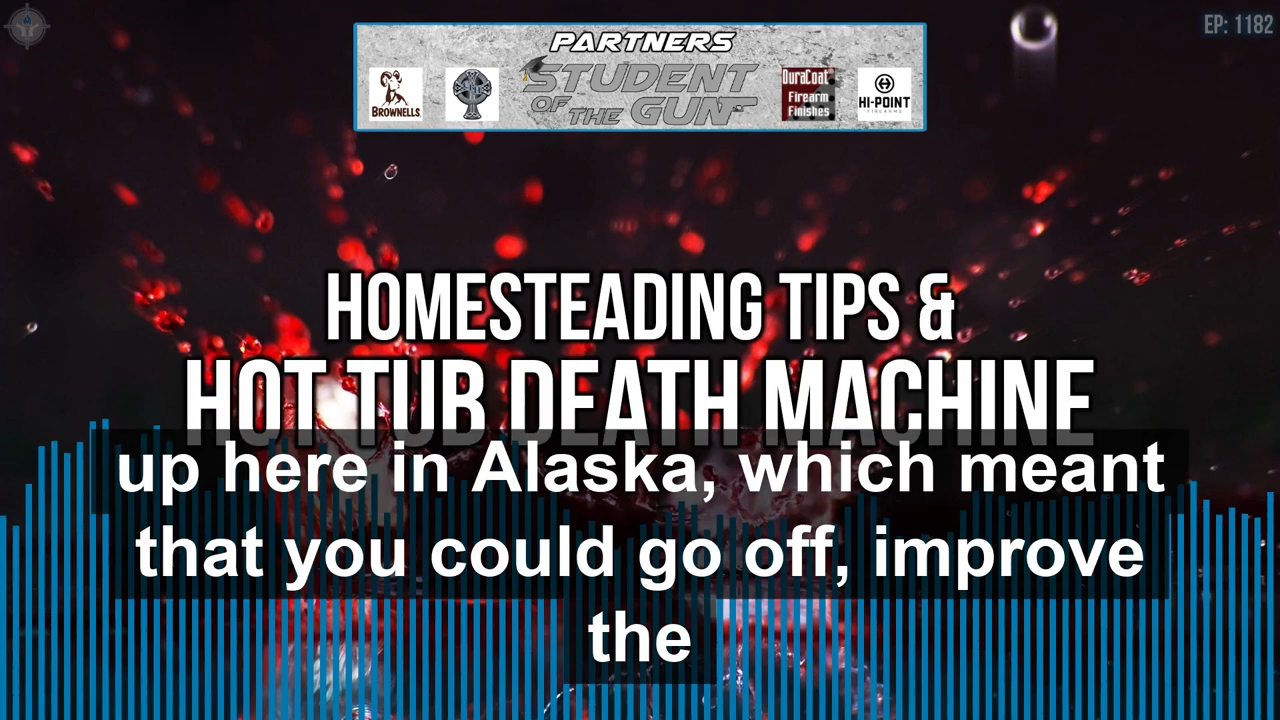 EP: 1182
PARTNERS
STUDENT
OF THE GUN
BROWNELLS
DuraCoat
Firearm
Finishes
HI-POINT
FIREARMS
HOMESTEADING TIPS &
HOT TUB DEATH MACHINE
up here in Alaska, which meant
that you could go off, improve
the